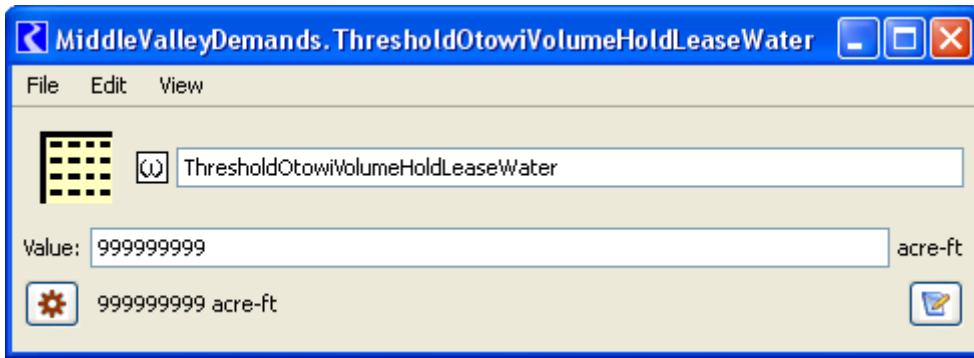 MiddleValleyDemands.ThresholdOtowiVolumeHoldLeaseWater
File Edit View
ω ThresholdOtowiVolumeHoldLeaseWater
Value: 999999999 acre-ft
999999999 acre-ft